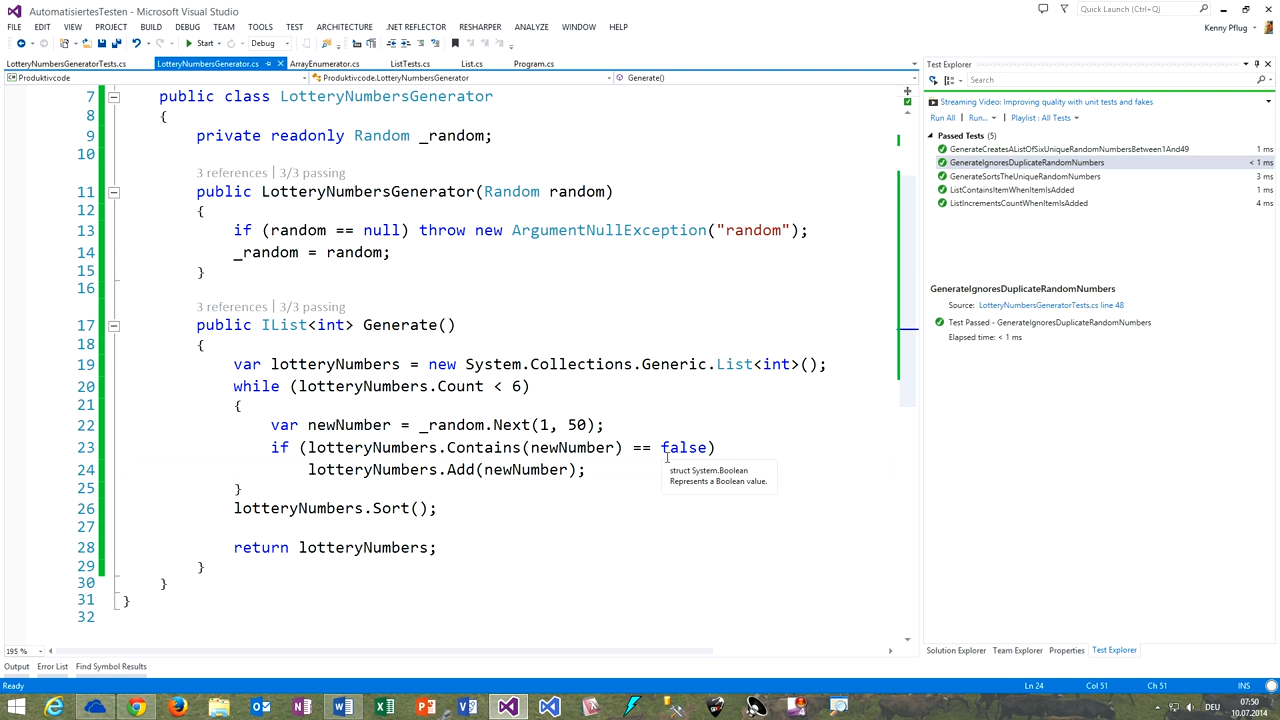 AutomatisiertesTesten - Microsoft Visual Studio
Quick Launch (Ctrl+Q)
FILE EDIT VIEW PROJECT BUILD DEBUG TEAM TOOLS TEST ARCHITECTURE .NET REFLECTOR RESHARPER ANALYZE WINDOW HELP
Kenny Pflug
Start Debug
LotteryNumbersGeneratorTests.cs LotteryNumbersGenerator.cs ArrayEnumerator.cs ListTests.cs List.cs Program.cs
Produktivcode Produktivcode.LotteryNumbersGenerator Generate()
7 public class LotteryNumbersGenerator
8 {
9 private readonly Random _random;
10
3 references | 3/3 passing
11 public LotteryNumbersGenerator(Random random)
12 {
13 if (random == null) throw new ArgumentNullException("random");
14 _random = random;
15 }
16
3 references | 3/3 passing
17 public IList<int> Generate()
18 {
19 var lotteryNumbers = new System.Collections.Generic.List<int>();
20 while (lotteryNumbers.Count < 6)
21 {
22 var newNumber = _random.Next(1, 50);
23 if (lotteryNumbers.Contains(newNumber) == false)
24 lotteryNumbers.Add(newNumber);
struct System.Boolean
Represents a Boolean value.
25 }
26 lotteryNumbers.Sort();
27
28 return lotteryNumbers;
29 }
30 }
31 }
32
195 %
Test Explorer
Search
Streaming Video: Improving quality with unit tests and fakes
Run All | Run... | Playlist : All Tests
Passed Tests (5)
GenerateCreatesAListOfSixUniqueRandomNumbersBetween1And49 1 ms
GenerateIgnoresDuplicateRandomNumbers < 1 ms
GenerateSortsTheUniqueRandomNumbers 3 ms
ListContainsItemWhenItemIsAdded 1 ms
ListIncrementsCountWhenItemIsAdded 4 ms
GenerateIgnoresDuplicateRandomNumbers
Source: LotteryNumbersGeneratorTests.cs line 48
Test Passed - GenerateIgnoresDuplicateRandomNumbers
Elapsed time: < 1 ms
Solution Explorer Team Explorer Properties Test Explorer
Output Error List Find Symbol Results
Ready Ln 24 Col 51 Ch 51 INS
DEU
07:50
10.07.2014